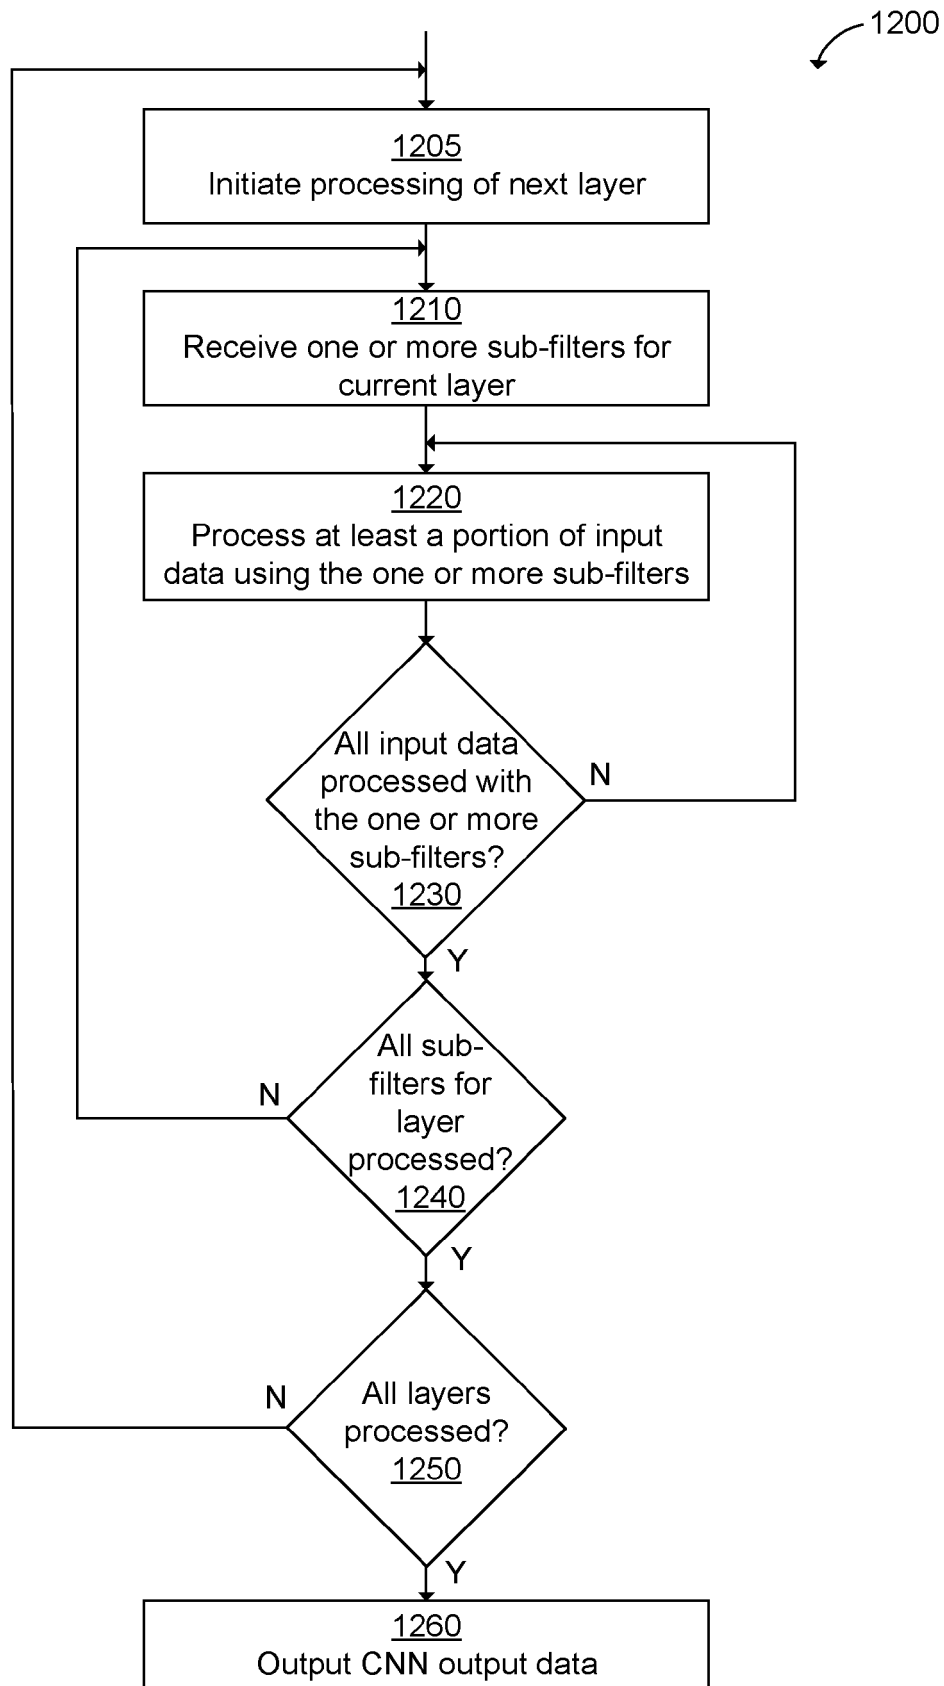 1200
1205
Initiate processing of next layer
1210
Receive one or more sub-filters for
current layer
1220
Process at least a portion of input
data using the one or more sub-filters
All input data
processed with
the one or more
sub-filters?
1230
N
Y
All sub-
filters for
layer
processed?
1240
N
Y
All layers
processed?
1250
N
Y
1260
Output CNN output data